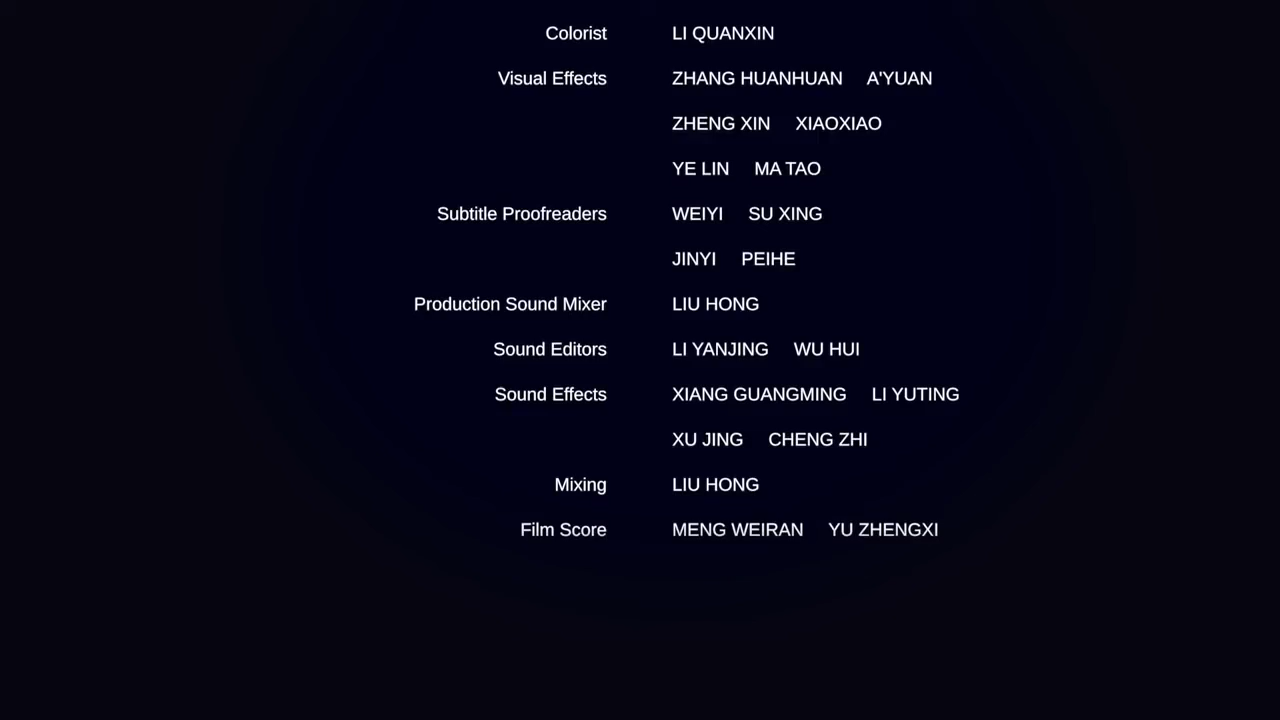 Colorist LI QUANXIN
Visual Effects ZHANG HUANHUAN A'YUAN
ZHENG XIN XIAOXIAO
YE LIN MA TAO
Subtitle Proofreaders WEIYI SU XING
JINYI PEIHE
Production Sound Mixer LIU HONG
Sound Editors LI YANJING WU HUI
Sound Effects XIANG GUANGMING LI YUTING
XU JING CHENG ZHI
Mixing LIU HONG
Film Score MENG WEIRAN YU ZHENGXI